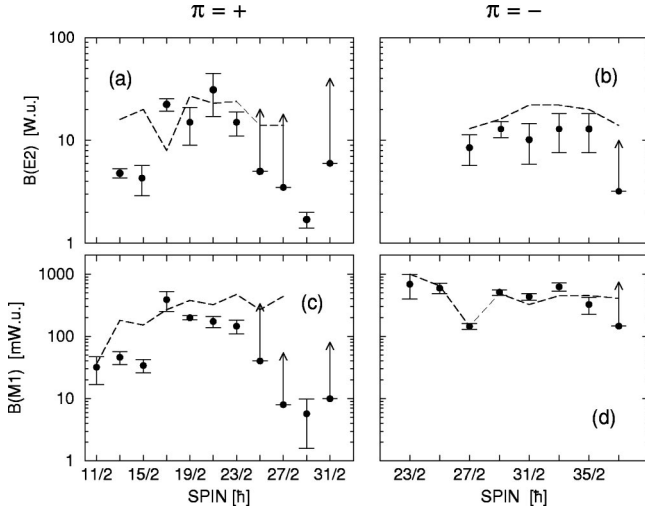 π = +
π = −
100
10
1
B(E2) [W.u.]
(a)
(b)
1000
100
10
1
B(M1) [mW.u.]
(c)
(d)
11/2 15/2 19/2 23/2 27/2 31/2
23/2 27/2 31/2 35/2
SPIN [ħ]
SPIN [ħ]